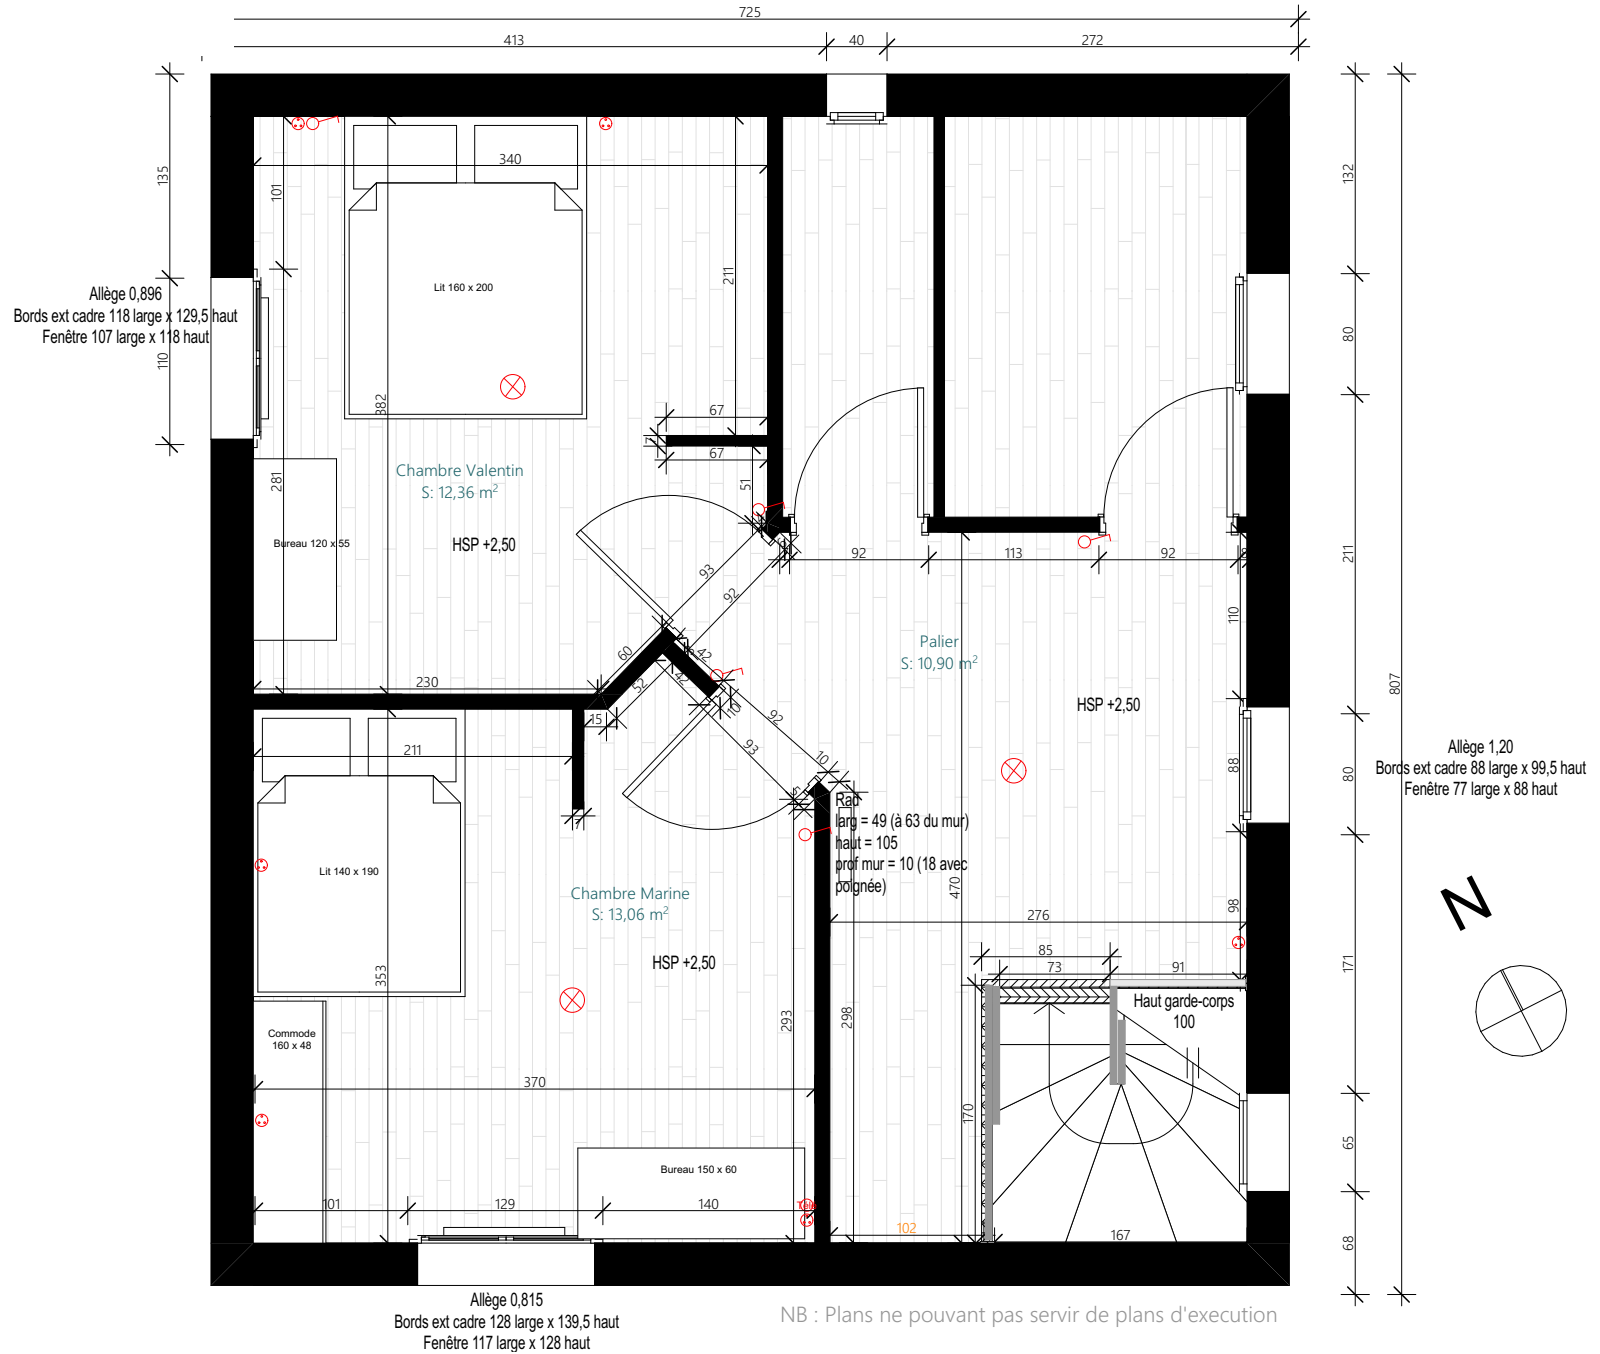 725
413
40
272
135
110
Allège 0,896
Bords ext cadre 118 large x 129,5 haut
Fenêtre 107 large x 118 haut
340
101
211
Lit 160 x 200
382
67
67
51
281
Chambre Valentin
S: 12,36 m²
HSP +2,50
Bureau 120 x 55
93
92
60
52
42
42
230
15
10
92
93
10
92
113
92
8
110
Palier
S: 10,90 m²
HSP +2,50
88
98
211
7
Lit 140 x 190
Chambre Marine
S: 13,06 m²
HSP +2,50
353
5
Rad
larg = 49 (à 63 du mur)
haut = 105
prof mur = 10 (18 avec
poignée)
470
276
85
73
91
Haut garde-corps
100
293
298
170
Commode
160 x 48
370
Bureau 150 x 60
101
129
140
102
167
132
80
211
80
171
65
68
807
Allège 1,20
Bords ext cadre 88 large x 99,5 haut
Fenêtre 77 large x 88 haut
N
Allège 0,815
Bords ext cadre 128 large x 139,5 haut
Fenêtre 117 large x 128 haut
NB : Plans ne pouvant pas servir de plans d'execution